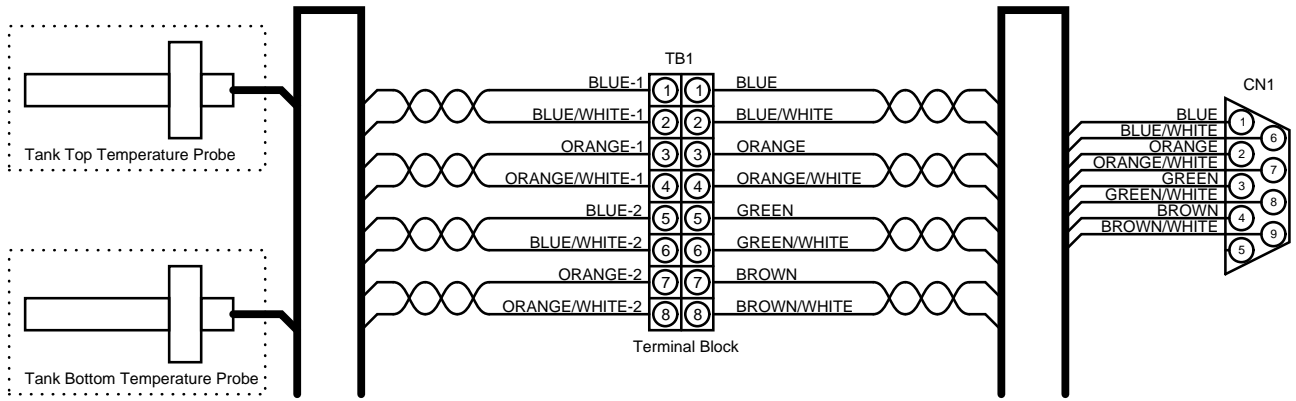 Tank Top Temperature Probe
Tank Bottom Temperature Probe
TB1
BLUE-1 1 1 BLUE
BLUE/WHITE-1 2 2 BLUE/WHITE
ORANGE-1 3 3 ORANGE
ORANGE/WHITE-1 4 4 ORANGE/WHITE
BLUE-2 5 5 GREEN
BLUE/WHITE-2 6 6 GREEN/WHITE
ORANGE-2 7 7 BROWN
ORANGE/WHITE-2 8 8 BROWN/WHITE
Terminal Block
CN1
BLUE 1
BLUE/WHITE 6
ORANGE 2
ORANGE/WHITE 7
GREEN 3
GREEN/WHITE 8
BROWN 4
BROWN/WHITE 9
5